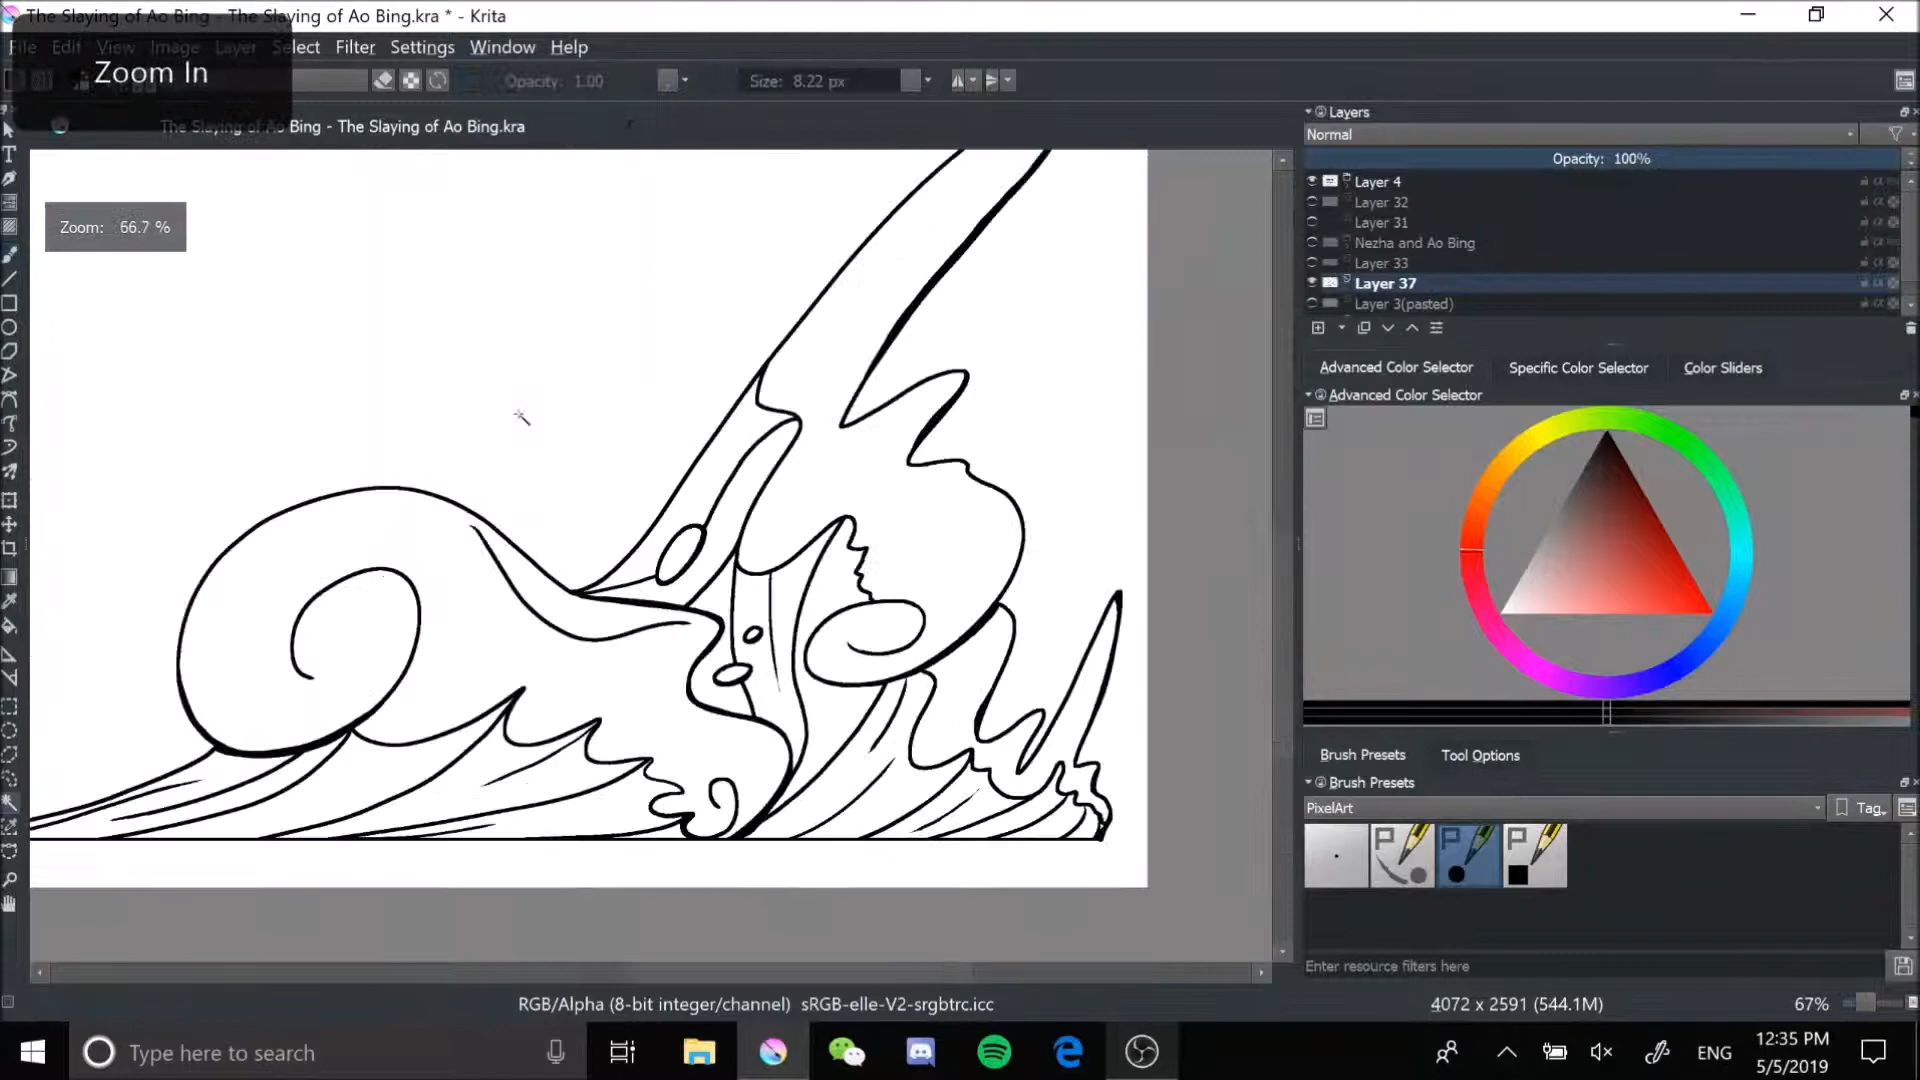 The Slaying of Ao Bing - The Slaying of Ao Bing.kra * - Krita
File Edit View Image Layer Select Filter Settings Window Help
Zoom In
Opacity: 1.00
Size: 8.22 px
The Slaying of Ao Bing - The Slaying of Ao Bing.kra
Zoom: 66.7 %
Layers
Normal
Opacity: 100%
Layer 4
Layer 32
Layer 31
Nezha and Ao Bing
Layer 33
Layer 37
Layer 3(pasted)
Advanced Color Selector Specific Color Selector Color Sliders
Advanced Color Selector
Brush Presets Tool Options
Brush Presets
PixelArt
Tag
Enter resource filters here
RGB/Alpha (8-bit integer/channel) sRGB-elle-V2-srgbtrc.icc
4072 x 2591 (544.1M)
67%
Type here to search
ENG
12:35 PM
5/5/2019